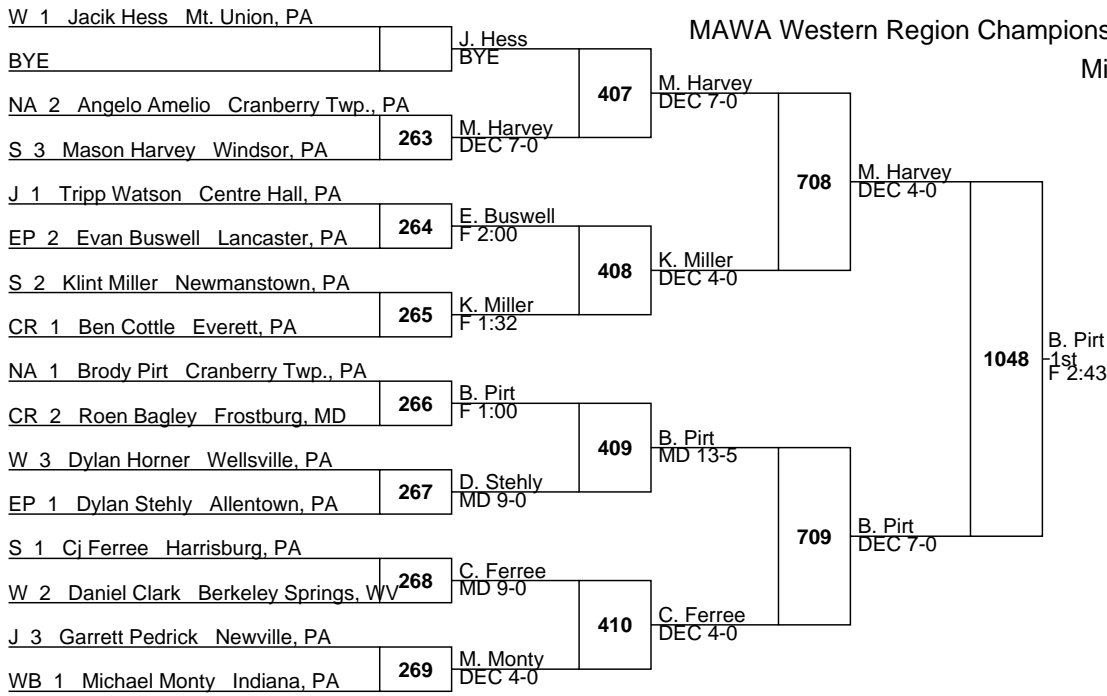 MAWA Western Region Champions
Mi
W 1 Jacik Hess Mt. Union, PA
BYE
NA 2 Angelo Amelio Cranberry Twp., PA
S 3 Mason Harvey Windsor, PA
J 1 Tripp Watson Centre Hall, PA
EP 2 Evan Buswell Lancaster, PA
S 2 Klint Miller Newmanstown, PA
CR 1 Ben Cottle Everett, PA
NA 1 Brody Pirt Cranberry Twp., PA
CR 2 Roen Bagley Frostburg, MD
W 3 Dylan Horner Wellsville, PA
EP 1 Dylan Stehly Allentown, PA
S 1 Cj Ferree Harrisburg, PA
W 2 Daniel Clark Berkeley Springs, WV
J 3 Garrett Pedrick Newville, PA
WB 1 Michael Monty Indiana, PA
263
264
265
266
267
268
269
J. Hess
BYE
M. Harvey
DEC 7-0
E. Buswell
F 2:00
K. Miller
F 1:32
B. Pirt
F 1:00
D. Stehly
MD 9-0
C. Ferree
MD 9-0
M. Monty
DEC 4-0
407
408
409
410
M. Harvey
DEC 7-0
K. Miller
DEC 4-0
B. Pirt
MD 13-5
C. Ferree
DEC 4-0
708
709
M. Harvey
DEC 4-0
B. Pirt
DEC 7-0
1048
B. Pirt
1st
F 2:43